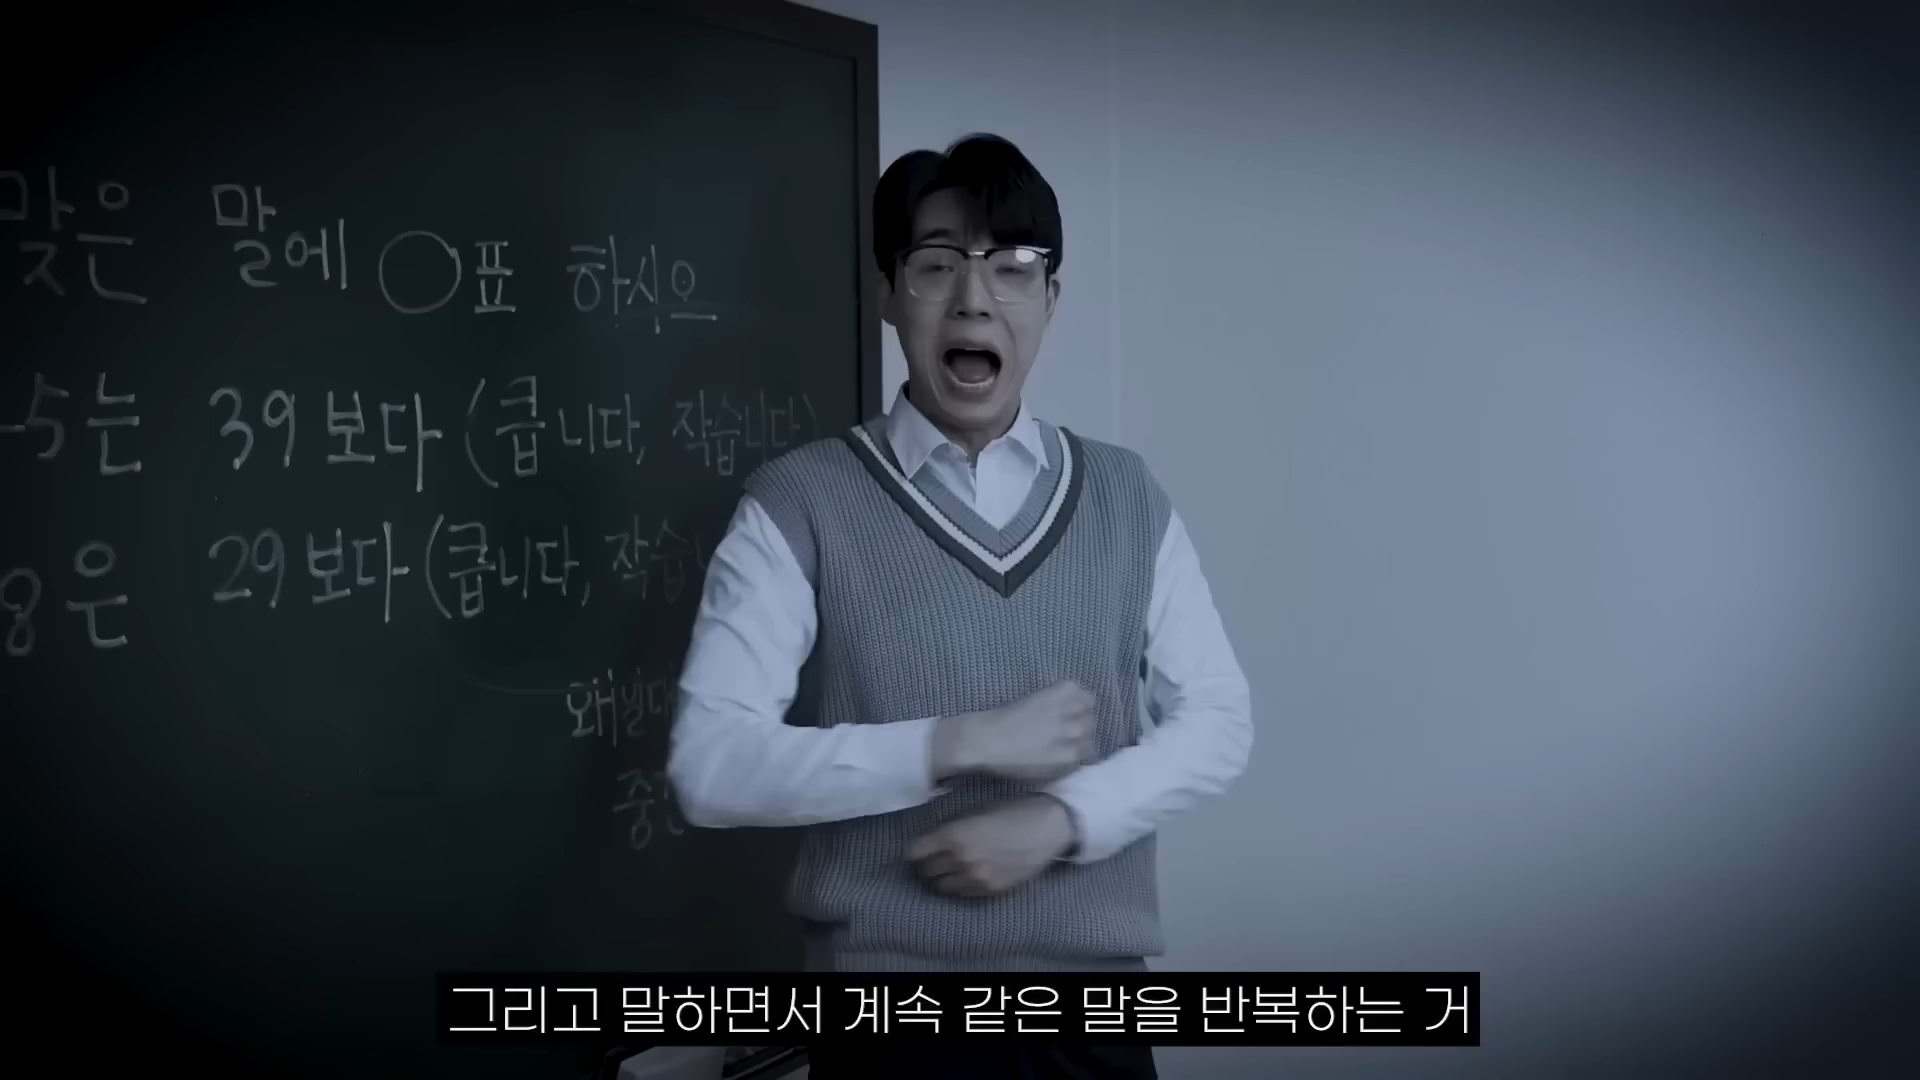 맞은 말에 ○표 하시오
5는 39보다 (큽니다, 작습니다)
8은 29보다 (큽니다, 작습
그리고 말하면서 계속 같은 말을 반복하는 거